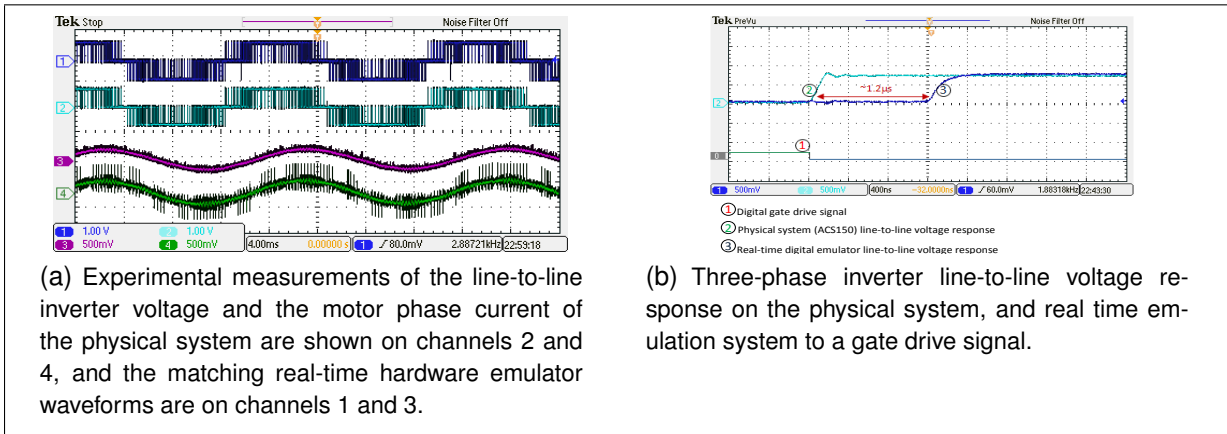 Tek Stop
Noise Filter Off
1
2
3
4
1 1.00 V 2 1.00 V
3 500mV 4 500mV
4.00ms 0.00000 s 1 ∫ 80.0mV 2.88721kHz 22:59:18
(a) Experimental measurements of the line-to-line
inverter voltage and the motor phase current of
the physical system are shown on channels 2 and
4, and the matching real-time hardware emulator
waveforms are on channels 1 and 3.
Tek PreVu
Noise Filter Off
2 ~1.2µs 3
2
1
1 500mV 2 500mV 400ns -32.0000ns 1 ∫ 60.0mV 1.88318kHz 22:43:30
1 Digital gate drive signal
2 Physical system (ACS150) line-to-line voltage response
3 Real-time digital emulator line-to-line voltage response
(b) Three-phase inverter line-to-line voltage re-
sponse on the physical system, and real time em-
ulation system to a gate drive signal.